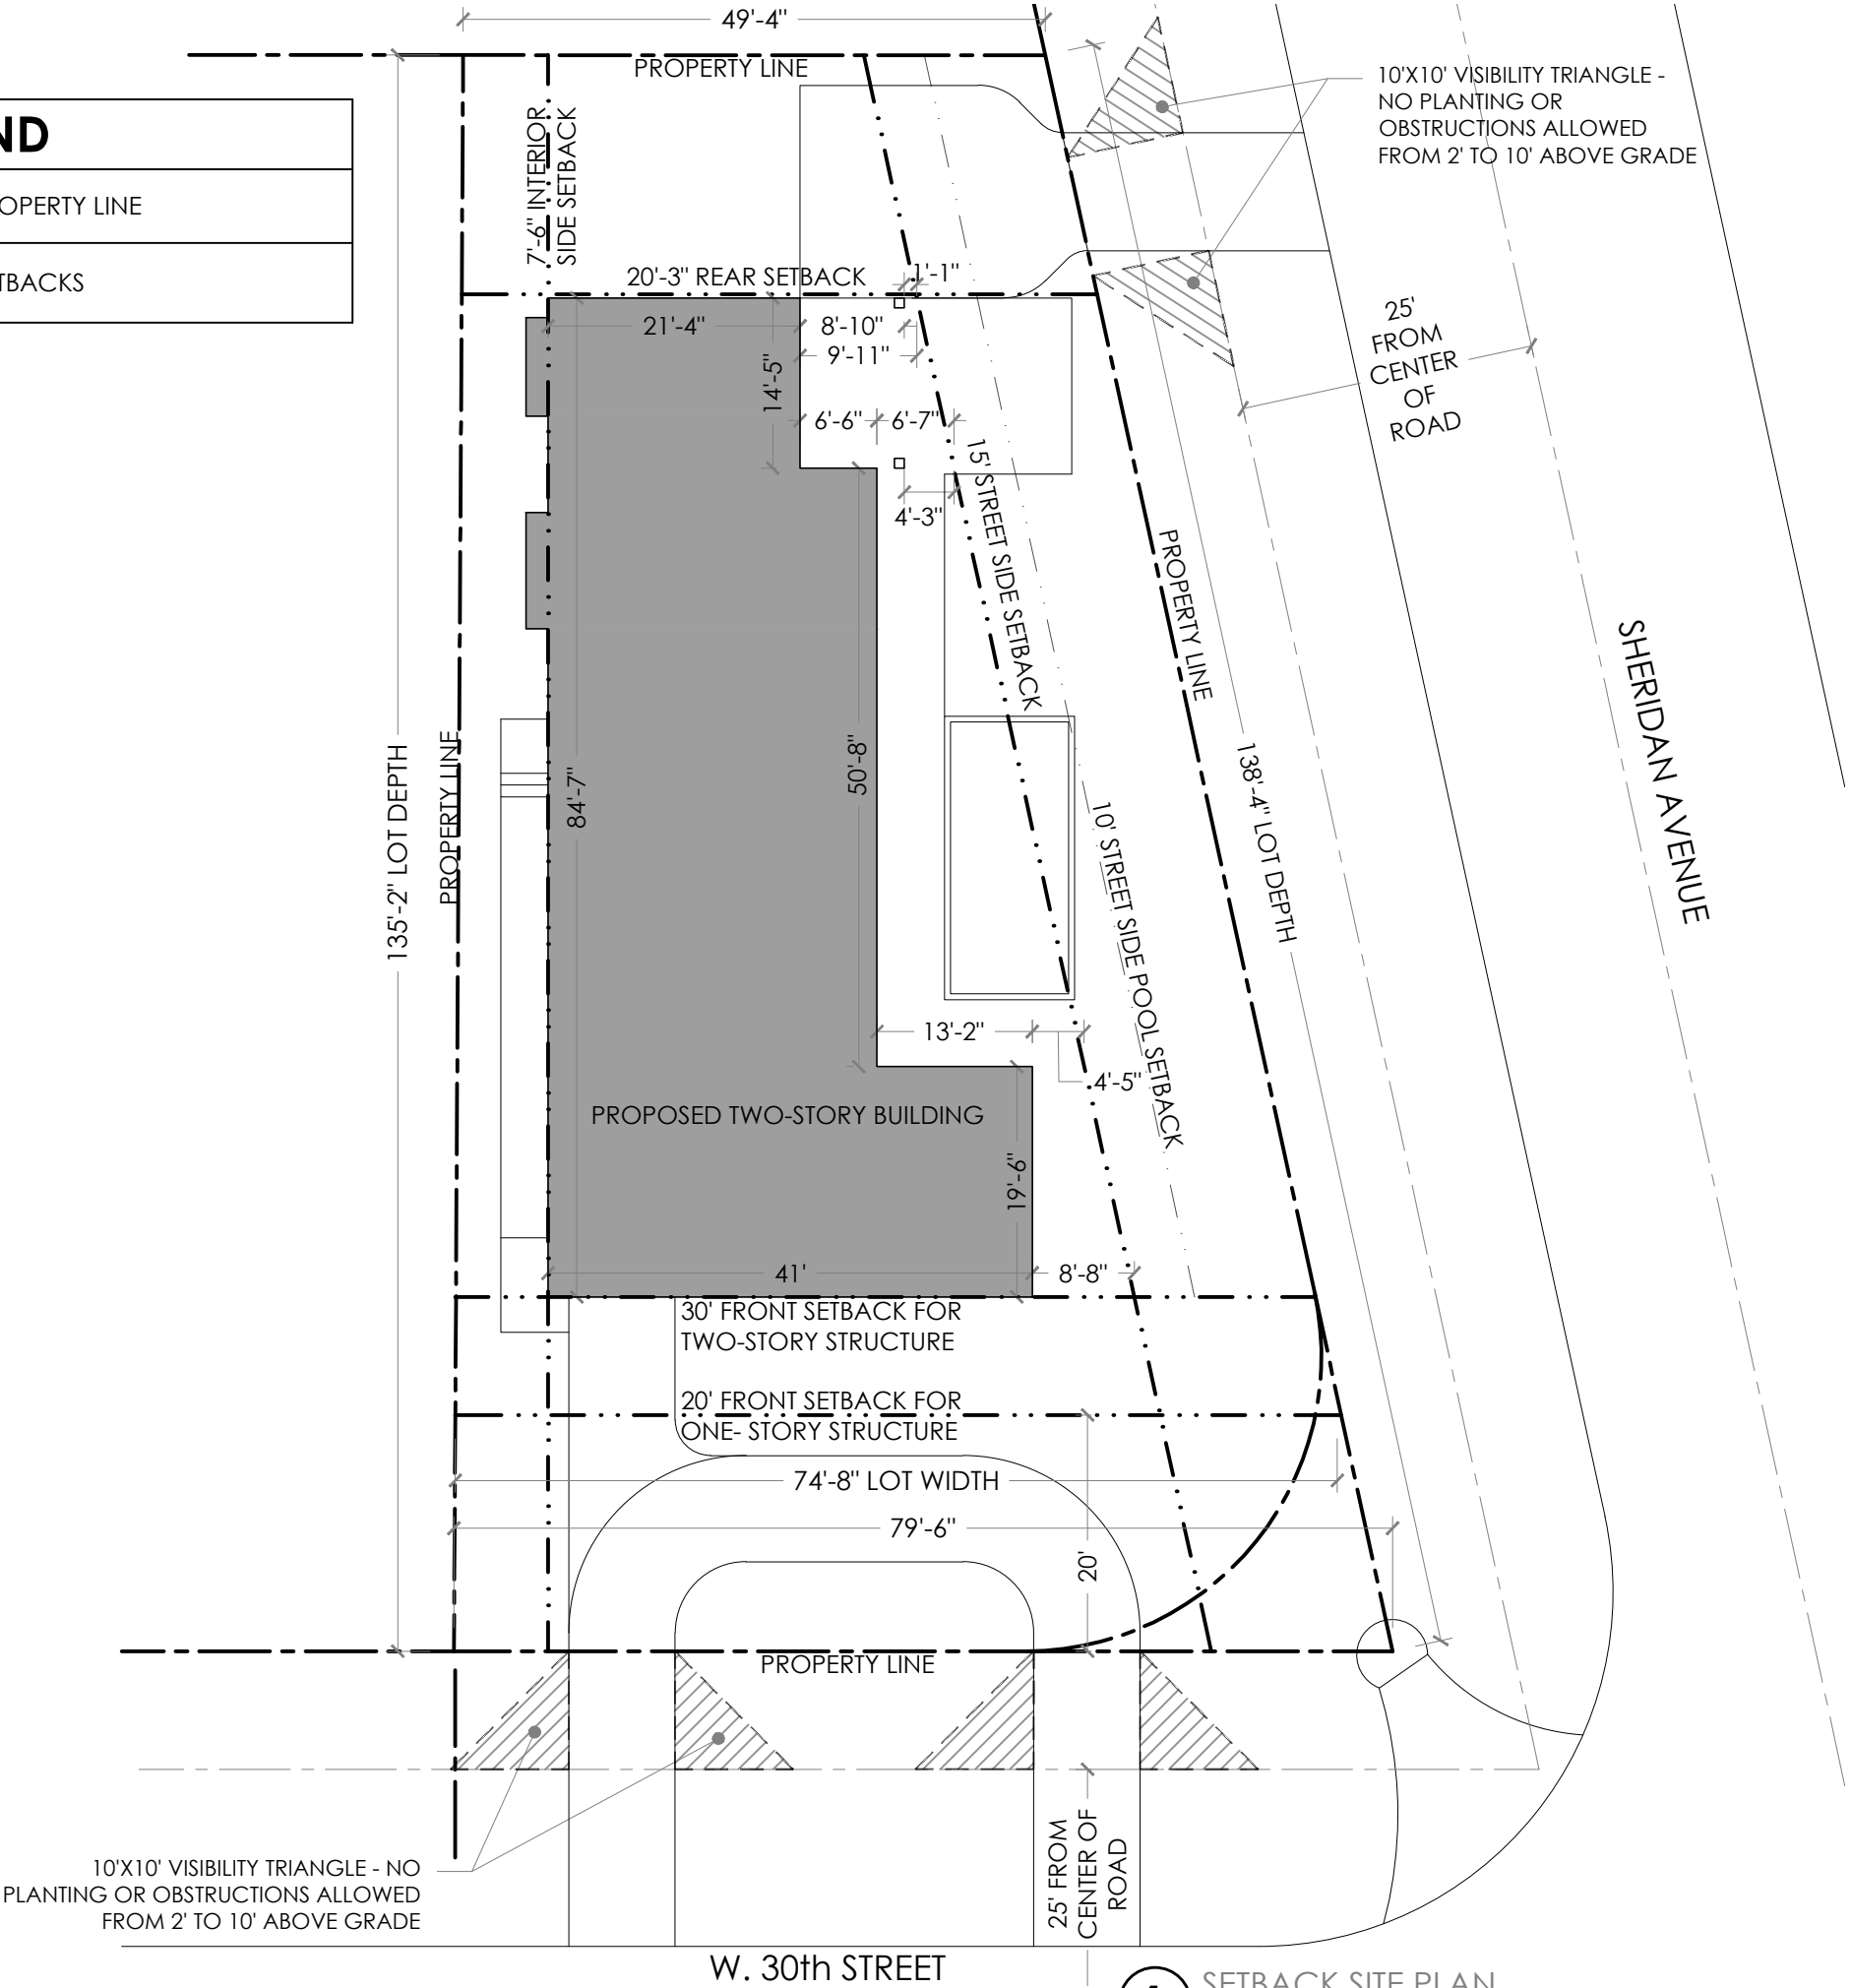 49'-4"
PROPERTY LINE
ND
OPERTY LINE
TBACKS
10'X10' VISIBILITY TRIANGLE -
NO PLANTING OR
OBSTRUCTIONS ALLOWED
FROM 2' TO 10' ABOVE GRADE
7'-6" INTERIOR
SIDE SETBACK
20'-3" REAR SETBACK
1'-1"
21'-4"
8'-10"
9'-11"
14'-5"
6'-6"
6'-7"
4'-3"
25'
FROM
CENTER
OF
ROAD
15' STREET SIDE SETBACK
PROPERTY LINE
SHERIDAN AVENUE
135'-2" LOT DEPTH
PROPERTY LINE
84'-7"
50'-8"
138'-4" LOT DEPTH
10' STREET SIDE POOL SETBACK
13'-2"
4'-5"
PROPOSED TWO-STORY BUILDING
19'-6"
41'
8'-8"
30' FRONT SETBACK FOR
TWO-STORY STRUCTURE
20' FRONT SETBACK FOR
ONE- STORY STRUCTURE
74'-8" LOT WIDTH
79'-6"
20'
PROPERTY LINE
25' FROM
CENTER OF
ROAD
10'X10' VISIBILITY TRIANGLE - NO
PLANTING OR OBSTRUCTIONS ALLOWED
FROM 2' TO 10' ABOVE GRADE
W. 30th STREET
SETBACK SITE PLAN